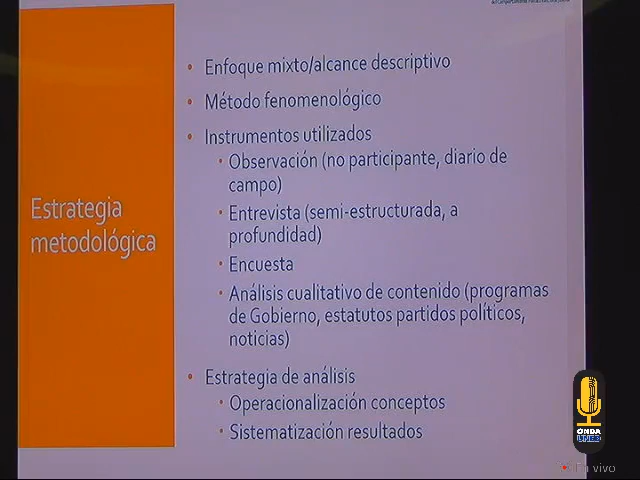 Estrategia
metodológica
• Enfoque mixto/alcance descriptivo
• Método fenomenológico
• Instrumentos utilizados
• Observación (no participante, diario de
campo)
• Entrevista (semi-estructurada, a
profundidad)
• Encuesta
• Análisis cualitativo de contenido (programas
de Gobierno, estatutos partidos políticos,
noticias)
• Estrategia de análisis
• Operacionalización conceptos
• Sistematización resultados
ONDA
UNED
En vivo